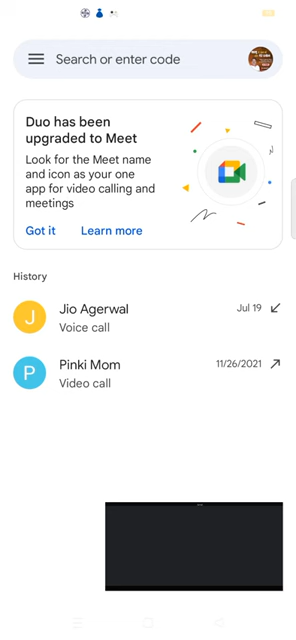 Search or enter code
Duo has been
upgraded to Meet
Look for the Meet name
and icon as your one
app for video calling and
meetings
Got it Learn more
History
J Jio Agerwal Jul 19
Voice call
P Pinki Mom 11/26/2021
Video call